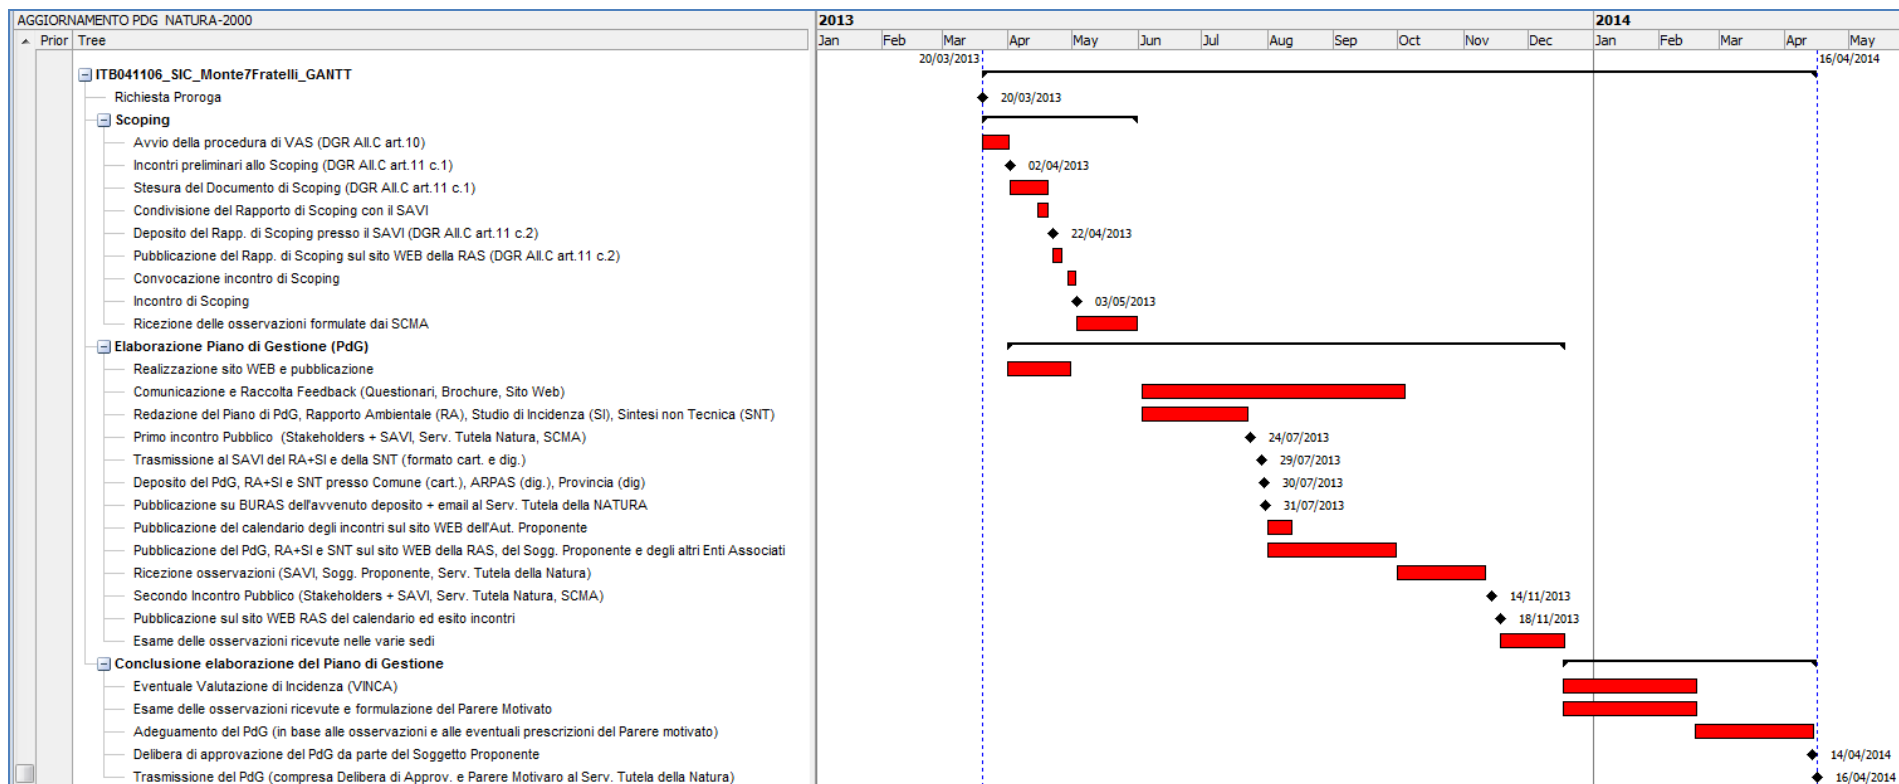 AGGIORNAMENTO PDG NATURA-2000
2013
2014
Prior
Tree
Jan
Feb
Mar
Apr
May
Jun
Jul
Aug
Sep
Oct
Nov
Dec
Jan
Feb
Mar
Apr
May
20/03/2013
16/04/2014
ITB041106_SIC_Monte7Fratelli_GANTT
Richiesta Proroga
20/03/2013
Scoping
Avvio della procedura di VAS (DGR All.C art.10)
Incontri preliminari allo Scoping (DGR All.C art.11 c.1)
02/04/2013
Stesura del Documento di Scoping (DGR All.C art.11 c.1)
Condivisione del Rapporto di Scoping con il SAVI
Deposito del Rapp. di Scoping presso il SAVI (DGR All.C art.11 c.2)
22/04/2013
Pubblicazione del Rapp. di Scoping sul sito WEB della RAS (DGR All.C art.11 c.2)
Convocazione incontro di Scoping
Incontro di Scoping
03/05/2013
Ricezione delle osservazioni formulate dai SCMA
Elaborazione Piano di Gestione (PdG)
Realizzazione sito WEB e pubblicazione
Comunicazione e Raccolta Feedback (Questionari, Brochure, Sito Web)
Redazione del Piano di PdG, Rapporto Ambientale (RA), Studio di Incidenza (SI), Sintesi non Tecnica (SNT)
Primo incontro Pubblico (Stakeholders + SAVI, Serv. Tutela Natura, SCMA)
24/07/2013
Trasmissione al SAVI del RA+SI e della SNT (formato cart. e dig.)
29/07/2013
Deposito del PdG, RA+SI e SNT presso Comune (cart.), ARPAS (dig.), Provincia (dig)
30/07/2013
Pubblicazione su BURAS dell'avvenuto deposito + email al Serv. Tutela della NATURA
31/07/2013
Pubblicazione del calendario degli incontri sul sito WEB dell'Aut. Proponente
Pubblicazione del PdG, RA+SI e SNT sul sito WEB della RAS, del Sogg. Proponente e degli altri Enti Associati
Ricezione osservazioni (SAVI, Sogg. Proponente, Serv. Tutela della Natura)
Secondo Incontro Pubblico (Stakeholders + SAVI, Serv. Tutela Natura, SCMA)
14/11/2013
Pubblicazione sul sito WEB RAS del calendario ed esito incontri
18/11/2013
Esame delle osservazioni ricevute nelle varie sedi
Conclusione elaborazione del Piano di Gestione
Eventuale Valutazione di Incidenza (VINCA)
Esame delle osservazioni ricevute e formulazione del Parere Motivato
Adeguamento del PdG (in base alle osservazioni e alle eventuali prescrizioni del Parere motivato)
Delibera di approvazione del PdG da parte del Soggetto Proponente
14/04/2014
Trasmissione del PdG (compresa Delibera di Approv. e Parere Motivaro al Serv. Tutela della Natura)
16/04/2014